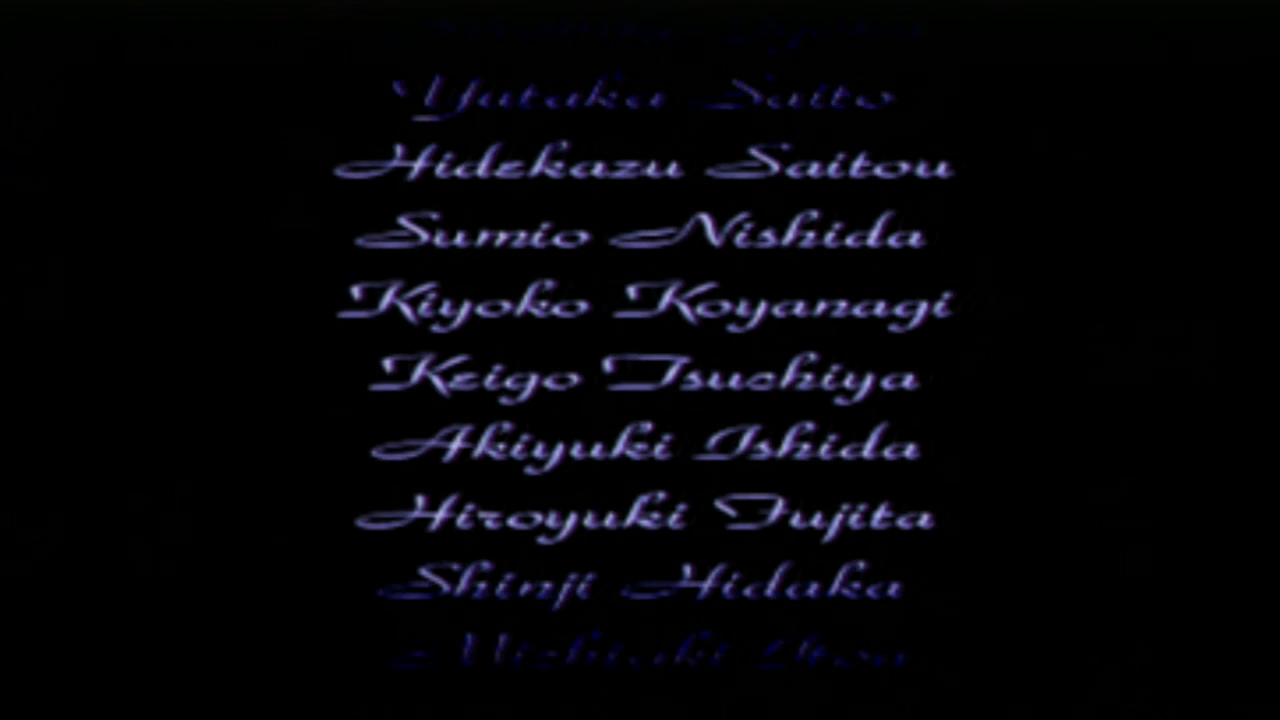 Yutaka Saito
Hidekazu Saitou
Sumio Nishida
Kiyoko Koyanagi
Keigo Tsuchiya
Akiyuki Ishida
Hiroyuki Fujita
Shinji Hidaka